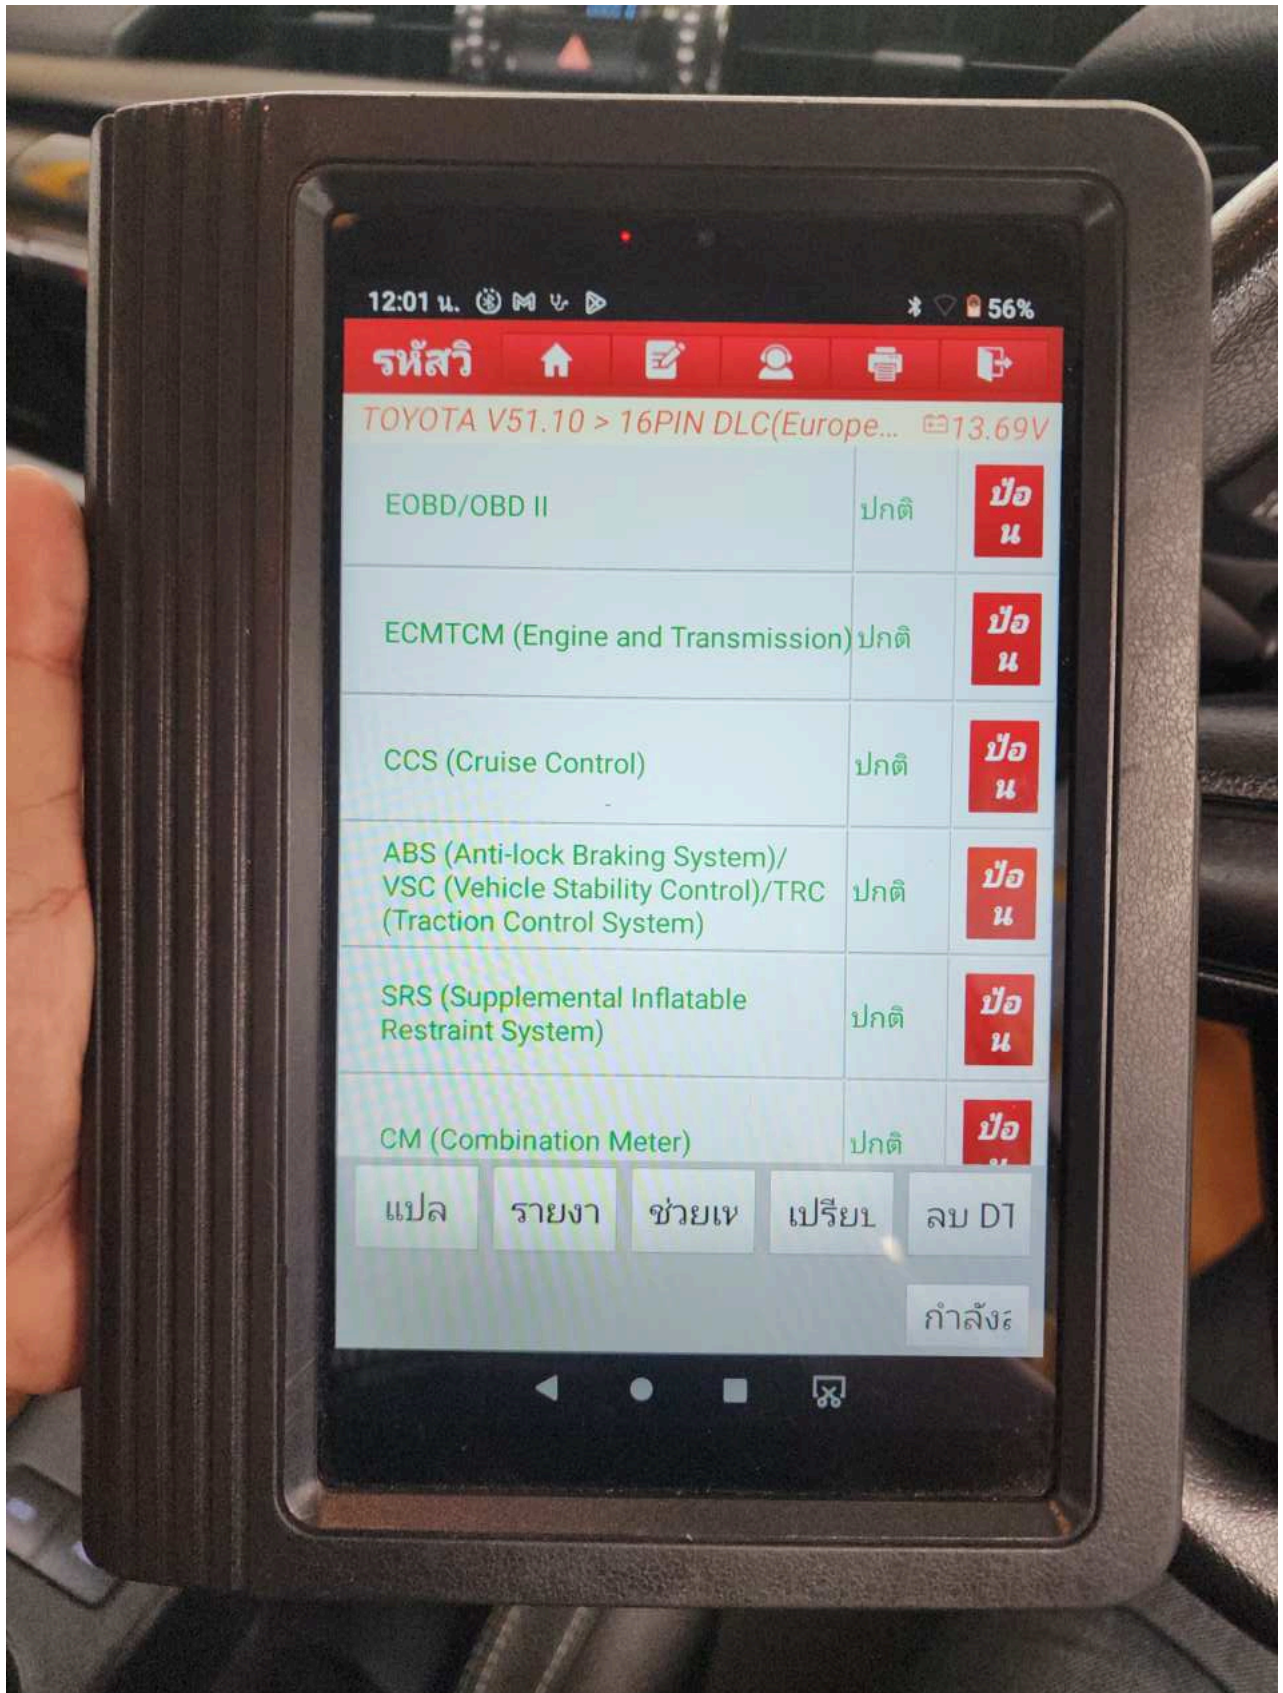 12:01 น.
56%
รหัสวิ
TOYOTA V51.10 > 16PIN DLC(Europe... 13.69V
EOBD/OBD II ปกติ ป้อ
น
ECMTCM (Engine and Transmission) ปกติ ป้อ
น
CCS (Cruise Control) ปกติ ป้อ
น
ABS (Anti-lock Braking System)/
VSC (Vehicle Stability Control)/TRC ปกติ ป้อ
(Traction Control System) น
SRS (Supplemental Inflatable ป้อ
Restraint System) ปกติ น
CM (Combination Meter) ปกติ ป้อ
น
แปล รายงา ช่วยเห เปรียบ ลบ DT
กำลังส